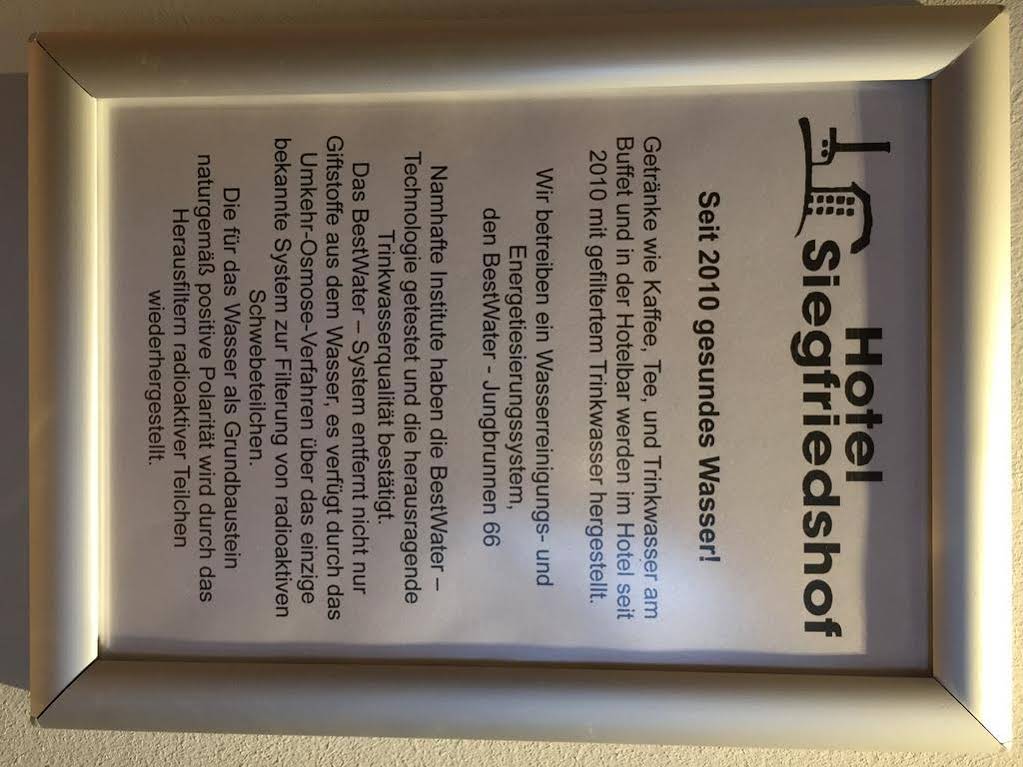 Hotel
Siegfriedshof
Seit 2010 gesundes Wasser!
Getränke wie Kaffee, Tee, und Trinkwasser am
Buffet und in der Hotelbar werden im Hotel seit
2010 mit gefiltertem Trinkwasser hergestellt.
Wir betreiben ein Wasserreinigungs- und
Energetiesierungssystem,
den BestWater - Jungbrunnen 66
Namhafte Institute haben die BestWater –
Technologie getestet und die herausragende
Trinkwasserqualität bestätigt.
Das BestWater – System entfernt nicht nur
Giftstoffe aus dem Wasser, es verfügt durch das
Umkehr-Osmose-Verfahren über das einzige
bekannte System zur Filterung von radioaktiven
Schwebeteilchen.
Die für das Wasser als Grundbaustein
naturgemäß positive Polarität wird durch das
Herausfiltern radioaktiver Teilchen
wiederhergestellt.